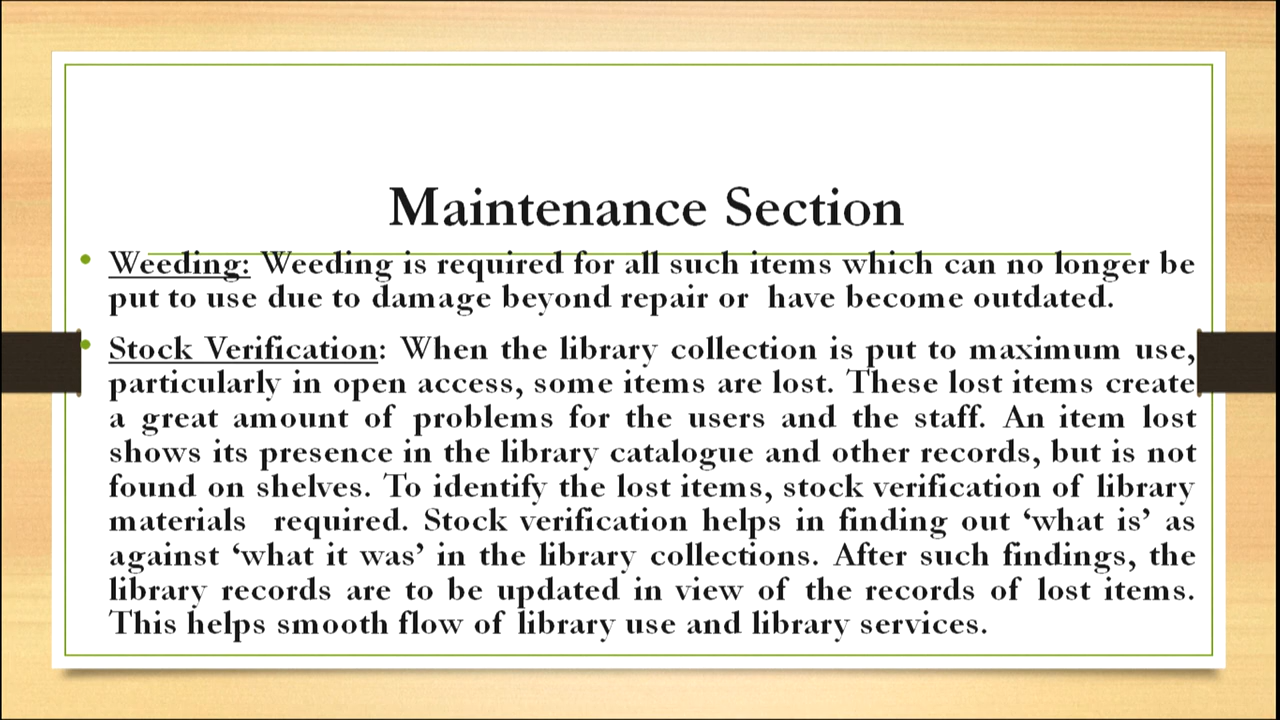 Maintenance Section
• Weeding: Weeding is required for all such items which can no longer be
put to use due to damage beyond repair or  have become outdated.
• Stock Verification: When the library collection is put to maximum use,
particularly in open access, some items are lost. These lost items create
a great amount of problems for the users and the staff. An item lost
shows its presence in the library catalogue and other records, but is not
found on shelves. To identify the lost items, stock verification of library
materials  required. Stock verification helps in finding out ‘what is’ as
against ‘what it was’ in the library collections. After such findings, the
library records are to be updated in view of the records of lost items.
This helps smooth flow of library use and library services.